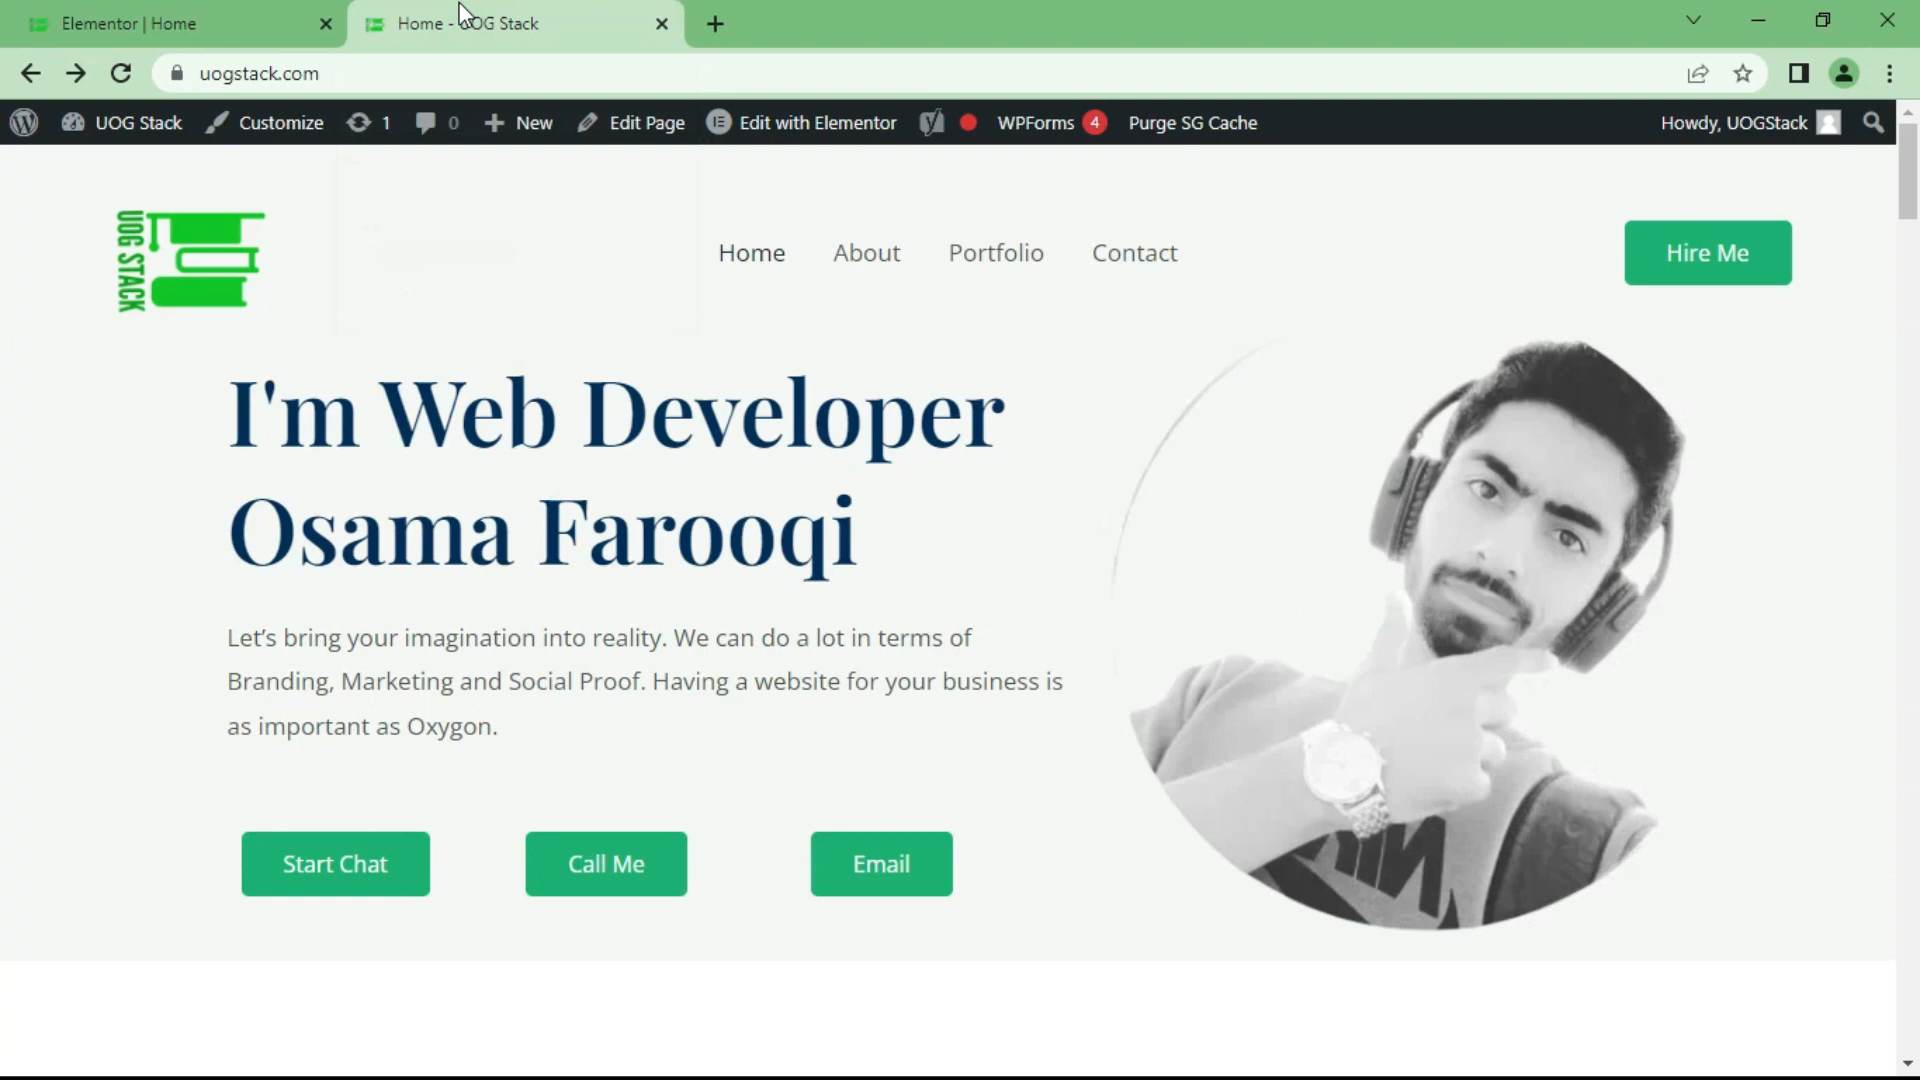 Elementor | Home
Home - UOG Stack
uogstack.com
UOG Stack
Customize
1
0
New
Edit Page
Edit with Elementor
WPForms 4
Purge SG Cache
Howdy, UOGStack
UOG STACK
Home
About
Portfolio
Contact
Hire Me
I'm Web Developer
Osama Farooqi
Let’s bring your imagination into reality. We can do a lot in terms of
Branding, Marketing and Social Proof. Having a website for your business is
as important as Oxygon.
Start Chat
Call Me
Email